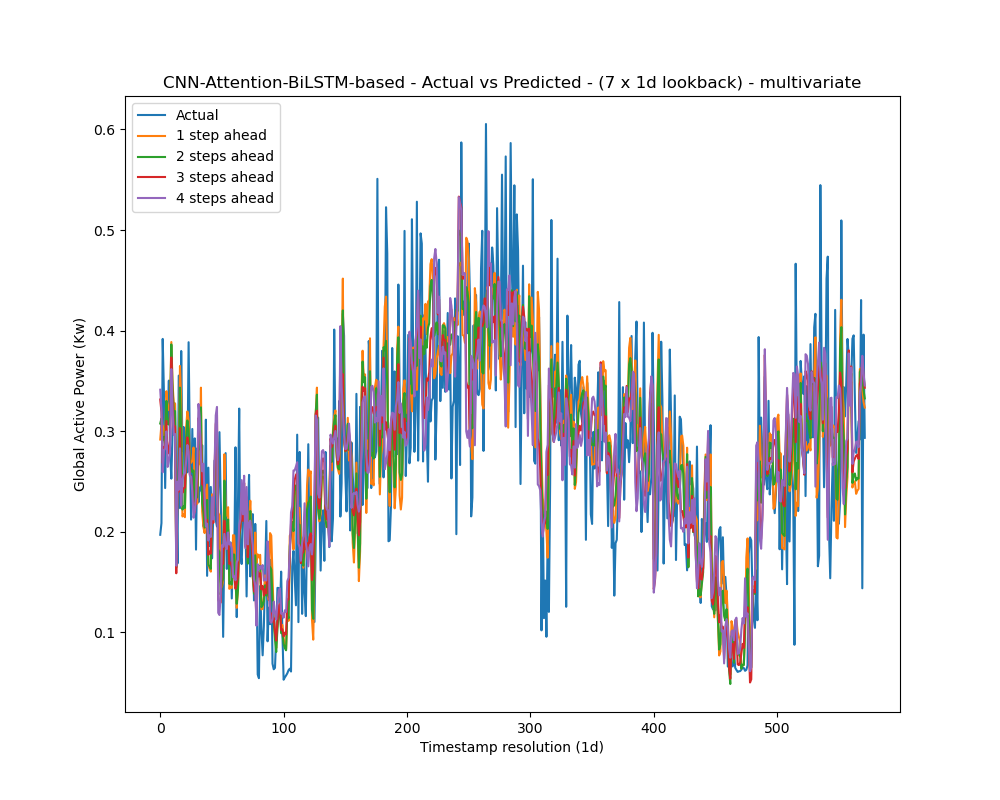 CNN-Attention-BiLSTM-based - Actual vs Predicted - (7 x 1d lookback) - multivariate
Actual
1 step ahead
2 steps ahead
3 steps ahead
4 steps ahead
Global Active Power (Kw)
0.6
0.5
0.4
0.3
0.2
0.1
0 100 200 300 400 500
Timestamp resolution (1d)